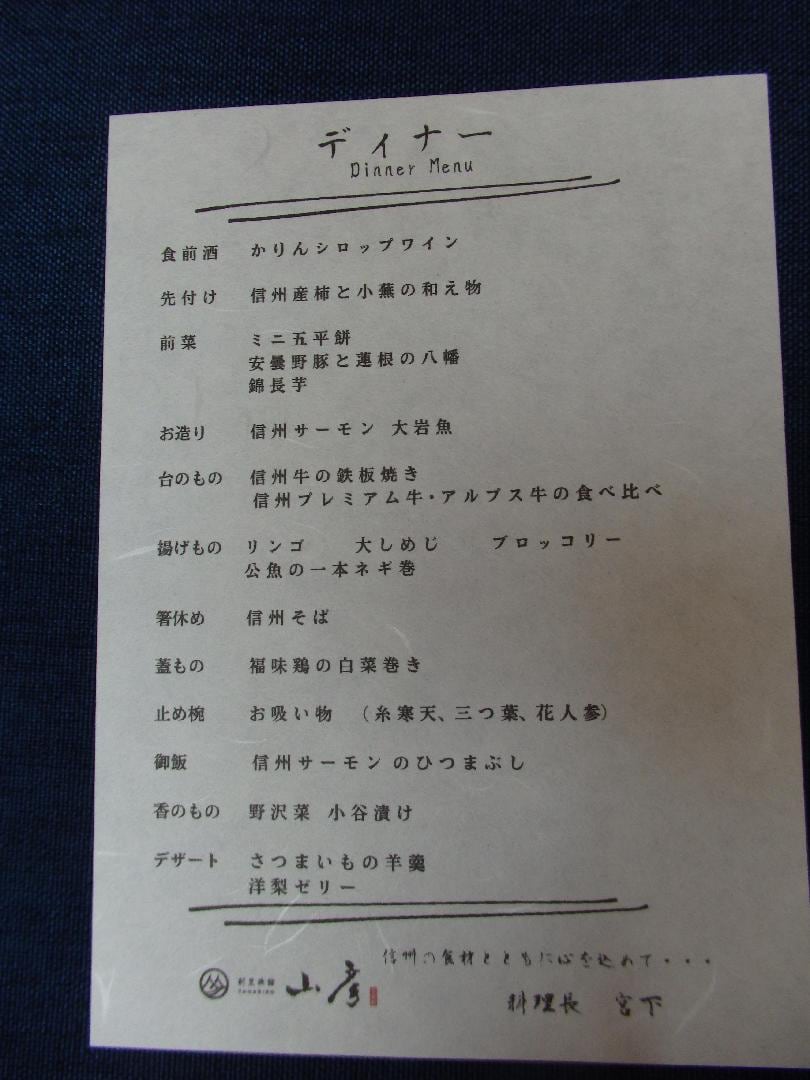 ディナー
Dinner Menu
食前酒 かりんシロップワイン
先付け 信州産柿と小蕪の和え物
前菜 ミニ五平餅
安曇野豚と蓮根の八幡
錦長芋
お造り 信州サーモン 大岩魚
台のもの 信州牛の鉄板焼き
信州プレミアム牛・アルプス牛の食べ比べ
揚げもの リンゴ 大しめじ ブロッコリー
公魚の一本ネギ巻
箸休め 信州そば
蓋もの 福味鶏の白菜巻き
止め椀 お吸い物 (糸寒天、三つ葉、花人参)
御飯 信州サーモンのひつまぶし
香のもの 野沢菜 小谷漬け
デザート さつまいもの羊羹
洋梨ゼリー
信州の食材とともに心を込めて・・・
山彦
料理長 宮下